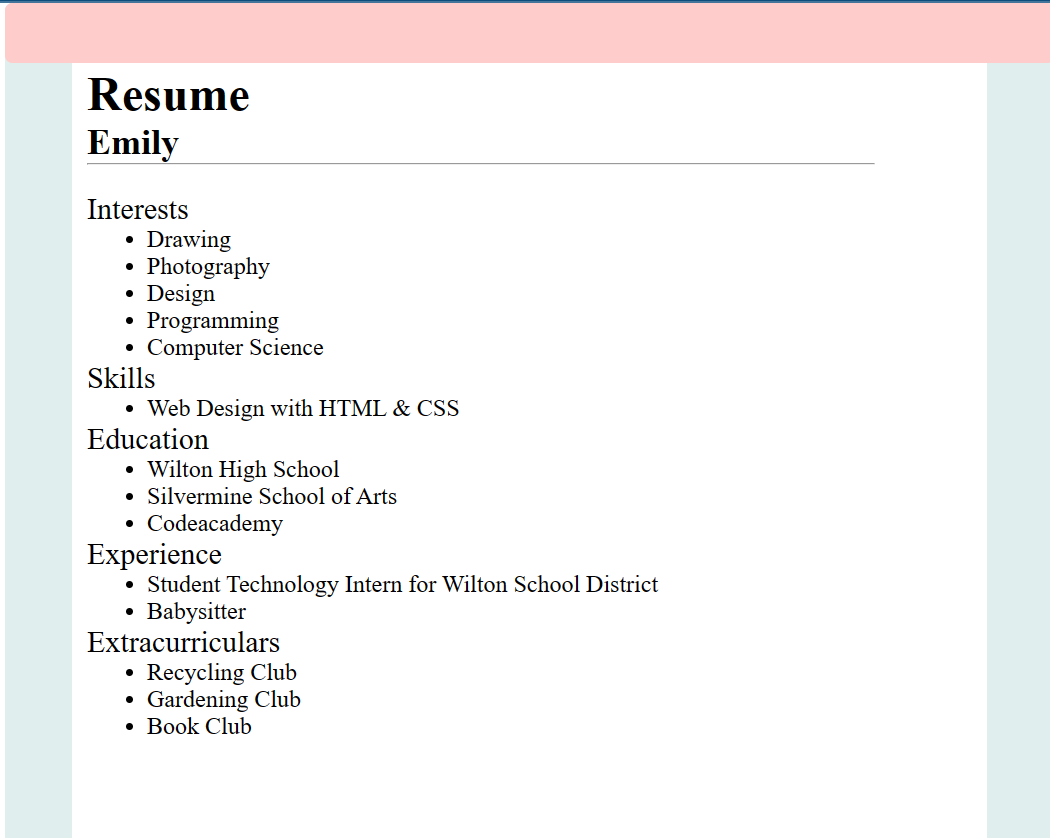 Resume
Emily
Interests
Drawing
Photography
Design
Programming
Computer Science
Skills
Web Design with HTML & CSS
Education
Wilton High School
Silvermine School of Arts
Codeacademy
Experience
Student Technology Intern for Wilton School District
Babysitter
Extracurriculars
Recycling Club
Gardening Club
Book Club